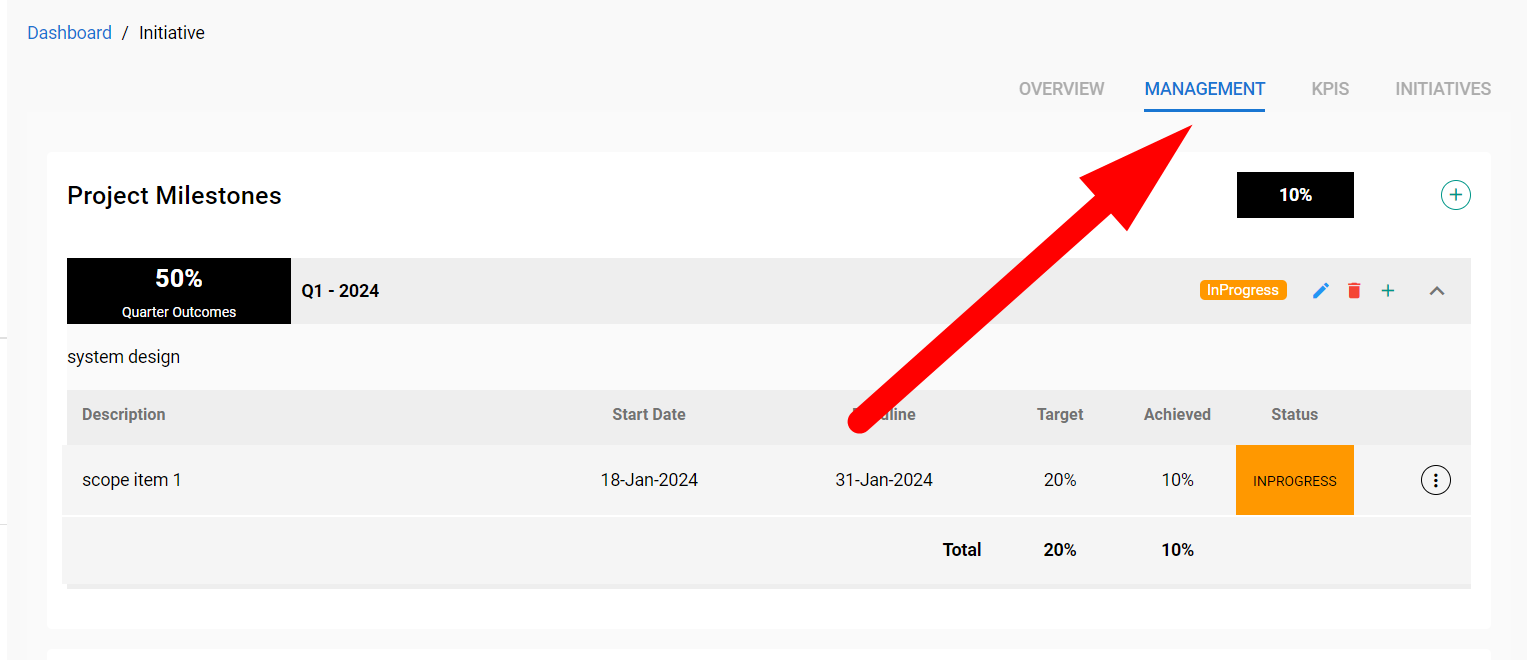 Dashboard / Initiative
OVERVIEW MANAGEMENT KPIS INITIATIVES
Project Milestones 10%
50%
Quarter Outcomes
Q1 - 2024 InProgress
system design
Description Start Date Target Achieved Status
scope item 1 18-Jan-2024 31-Jan-2024 20% 10% INPROGRESS
Total 20% 10%